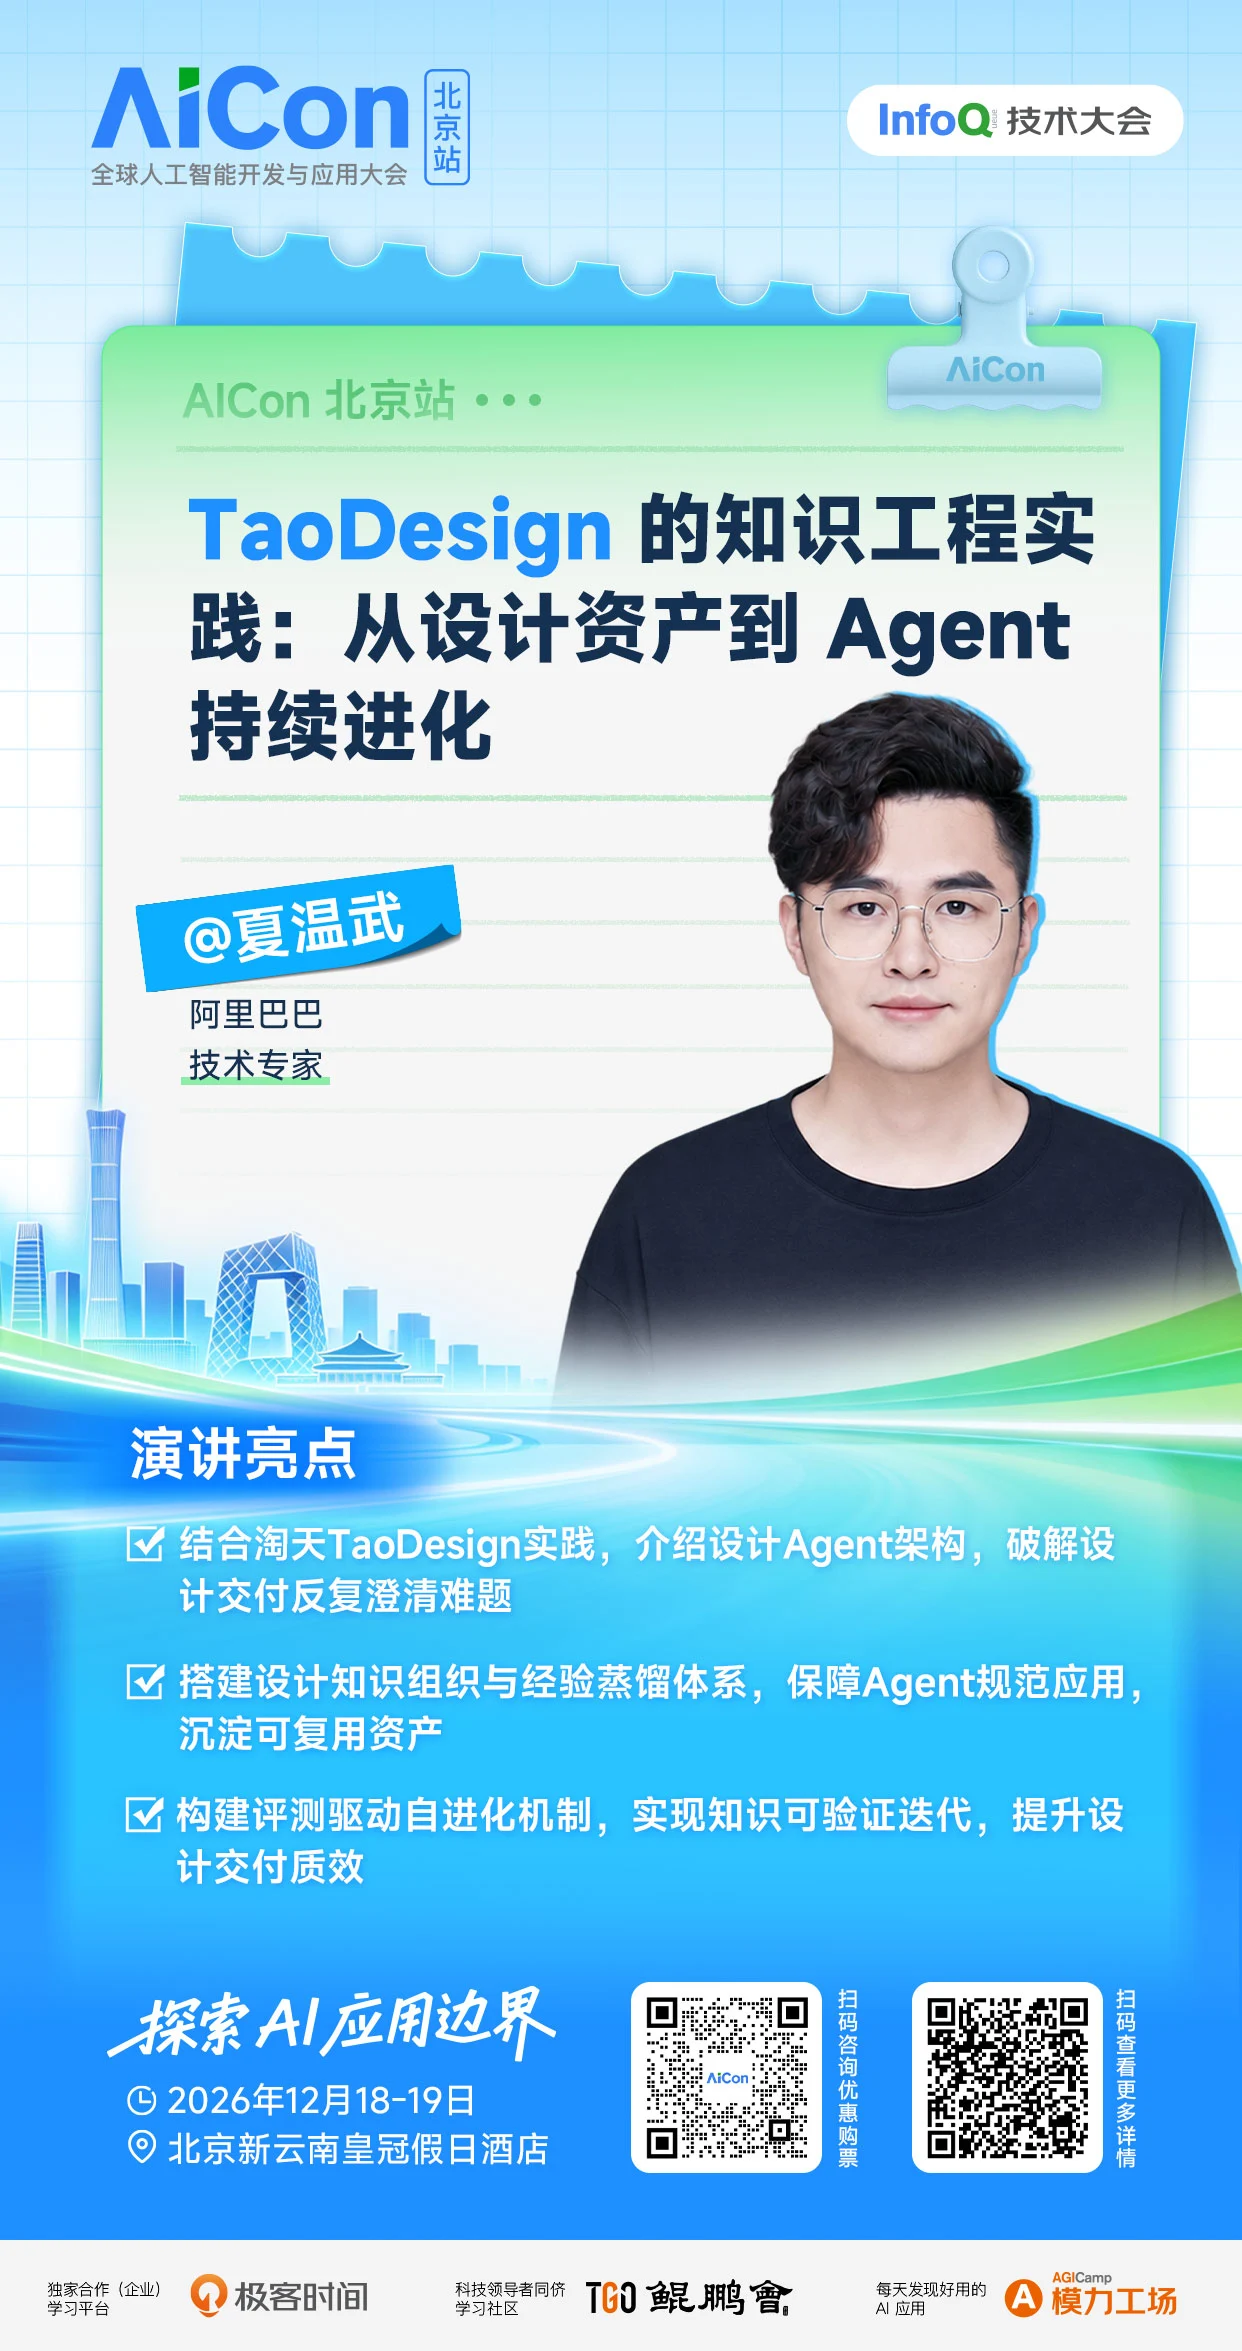 AiCon
北京站
全球人工智能开发与应用大会
InfoQ 技术大会
AiCon
AICon 北京站 •••
TaoDesign 的知识工程实
践：从设计资产到 Agent
持续进化
@夏温武
阿里巴巴
技术专家
演讲亮点
结合淘天TaoDesign实践，介绍设计Agent架构，破解设
计交付反复澄清难题
搭建设计知识组织与经验蒸馏体系，保障Agent规范应用，
沉淀可复用资产
构建评测驱动自进化机制，实现知识可验证迭代，提升设
计交付质效
探索 AI 应用边界
2026年12月18-19日
北京新云南皇冠假日酒店
AiCon
扫码咨询优惠购票
扫码查看更多详情
独家合作（企业）
学习平台
极客时间
科技领导者同侪
学习社区
TGO 鲲鹏會
每天发现好用的
AI 应用
AGICamp
模力工场